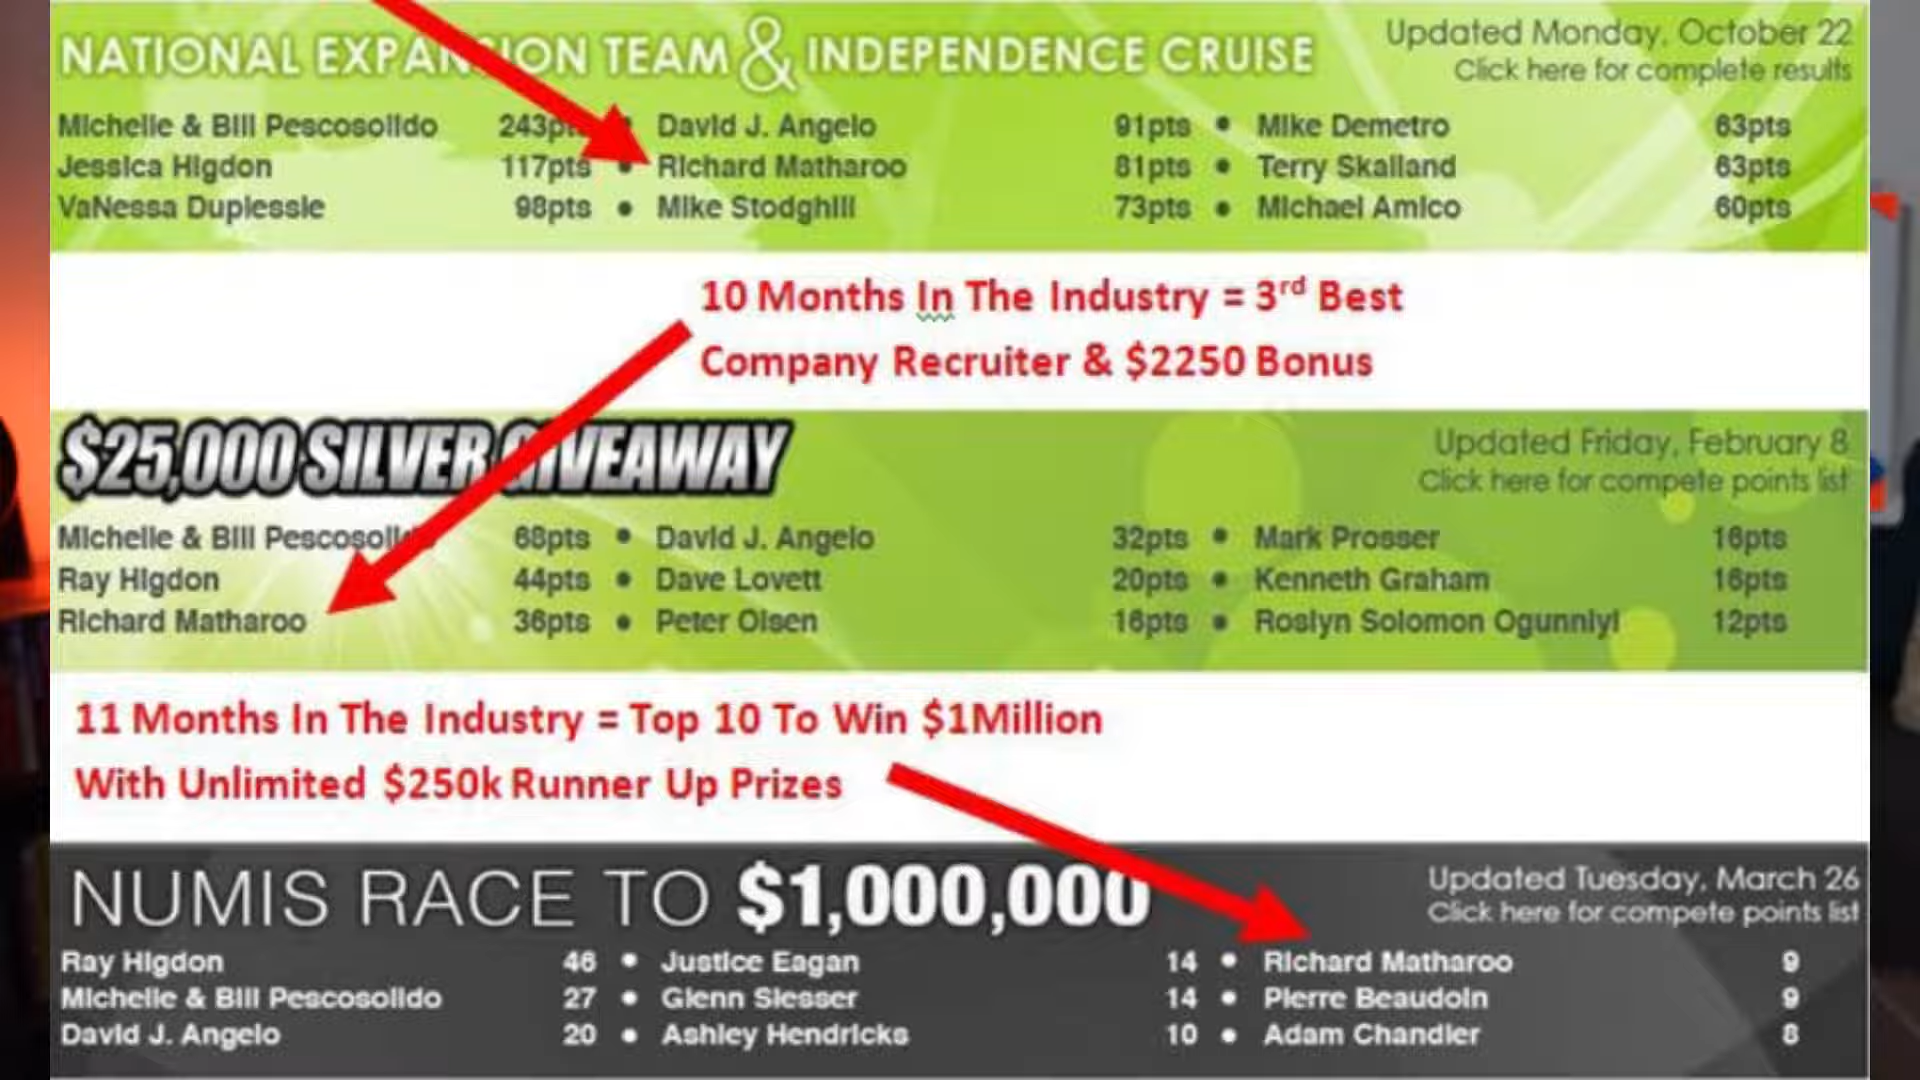 NATIONAL EXPANSION TEAM & INDEPENDENCE CRUISE
Updated Monday, October 22
Click here for complete results
Michelle & Bill Pescosolido 243pts • David J. Angelo 91pts • Mike Demetro 63pts
Jessica Higdon 117pts • Richard Matharoo 81pts • Terry Skalland 63pts
VaNessa Duplessie 98pts • Mike Stodghill 73pts • Michael Amico 60pts
10 Months In The Industry = 3rd Best
Company Recruiter & $2250 Bonus
$25,000 SILVER GIVEAWAY
Updated Friday, February 8
Click here for compete points list
Michelle & Bill Pescosolido 68pts • David J. Angelo 32pts • Mark Prosser 16pts
Ray Higdon 44pts • Dave Lovett 20pts • Kenneth Graham 16pts
Richard Matharoo 36pts • Peter Olsen 16pts • Roslyn Solomon Ogunniyi 12pts
11 Months In The Industry = Top 10 To Win $1Million
With Unlimited $250k Runner Up Prizes
NUMIS RACE TO $1,000,000
Updated Tuesday, March 26
Click here for compete points list
Ray Higdon 46 • Justice Eagan 14 • Richard Matharoo 9
Michelle & Bill Pescosolido 27 • Glenn Slesser 14 • Pierre Beaudoin 9
David J. Angelo 20 • Ashley Hendricks 10 • Adam Chandler 8